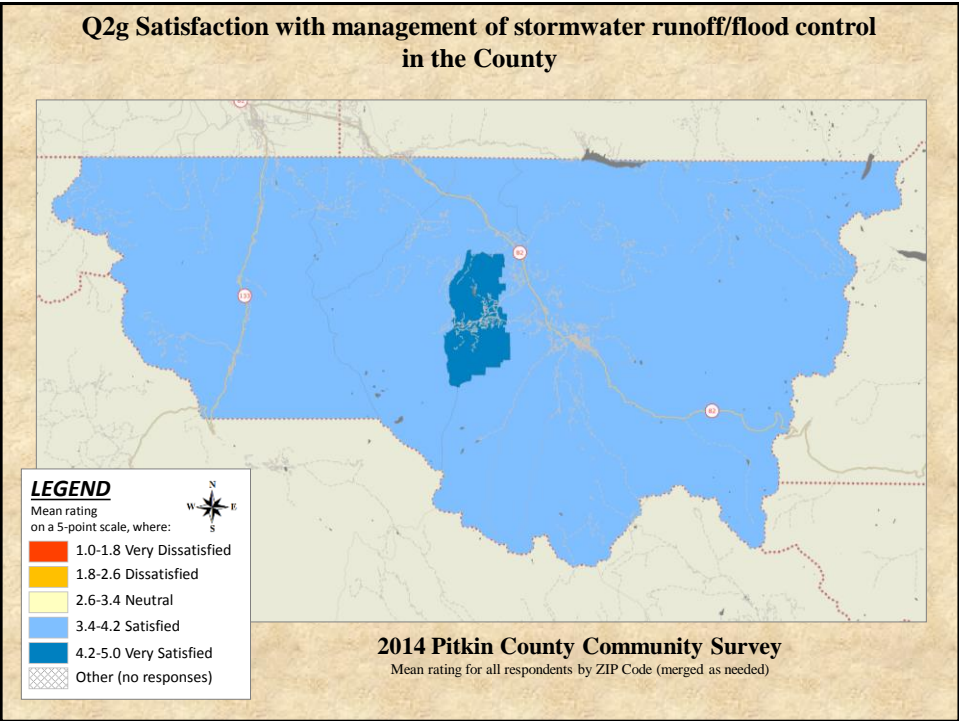 Q2g Satisfaction with management of stormwater runoff/flood control
in the County
82
133
82
LEGEND
Mean rating
on a 5-point scale, where:
N
W
E
S
1.0-1.8 Very Dissatisfied
1.8-2.6 Dissatisfied
2.6-3.4 Neutral
3.4-4.2 Satisfied
4.2-5.0 Very Satisfied
Other (no responses)
2014 Pitkin County Community Survey
Mean rating for all respondents by ZIP Code (merged as needed)